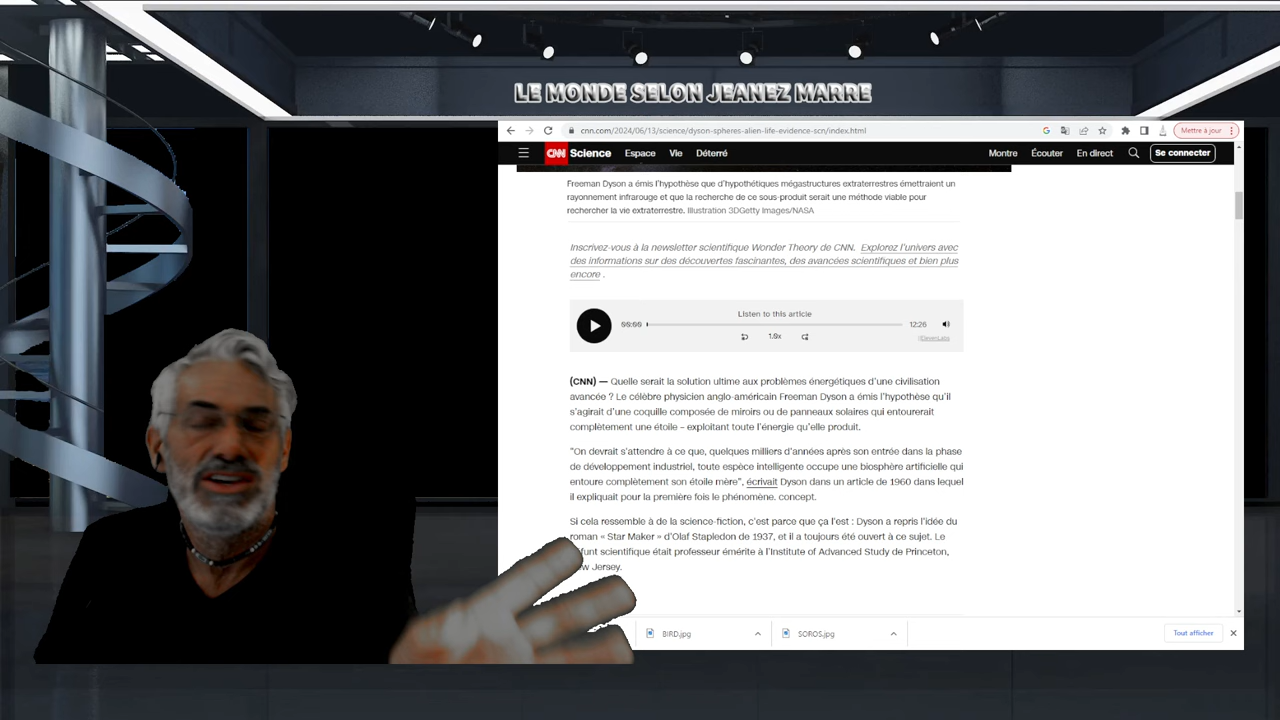 LE MONDE SELON JEANEZ MARRE
cnn.com/2024/06/13/science/dyson-spheres-alien-life-evidence-scn/index.html
Mettre à jour
CNN Science Espace Vie Déterré Montre Écouter En direct Se connecter
Freeman Dyson a émis l'hypothèse que d'hypothétiques mégastructures extraterrestres émettraient un
rayonnement infrarouge et que la recherche de ce sous-produit serait une méthode viable pour
rechercher la vie extraterrestre. Illustration 3DGetty Images/NASA
Inscrivez-vous à la newsletter scientifique Wonder Theory de CNN. Explorez l'univers avec
des informations sur des découvertes fascinantes, des avancées scientifiques et bien plus
encore .
Listen to this article
00:00 12:26
1.0x
IIElevenLabs
(CNN) — Quelle serait la solution ultime aux problèmes énergétiques d'une civilisation
avancée ? Le célèbre physicien anglo-américain Freeman Dyson a émis l'hypothèse qu'il
s'agirait d'une coquille composée de miroirs ou de panneaux solaires qui entourerait
complètement une étoile – exploitant toute l'énergie qu'elle produit.
"On devrait s'attendre à ce que, quelques milliers d'années après son entrée dans la phase
de développement industriel, toute espèce intelligente occupe une biosphère artificielle qui
entoure complètement son étoile mère", écrivait Dyson dans un article de 1960 dans lequel
il expliquait pour la première fois le phénomène. concept.
Si cela ressemble à de la science-fiction, c'est parce que ça l'est : Dyson a repris l'idée du
roman « Star Maker » d'Olaf Stapledon de 1937, et il a toujours été ouvert à ce sujet. Le
funt scientifique était professeur émérite à l'Institute of Advanced Study de Princeton,
w Jersey.
BIRD.jpg SOROS.jpg Tout afficher